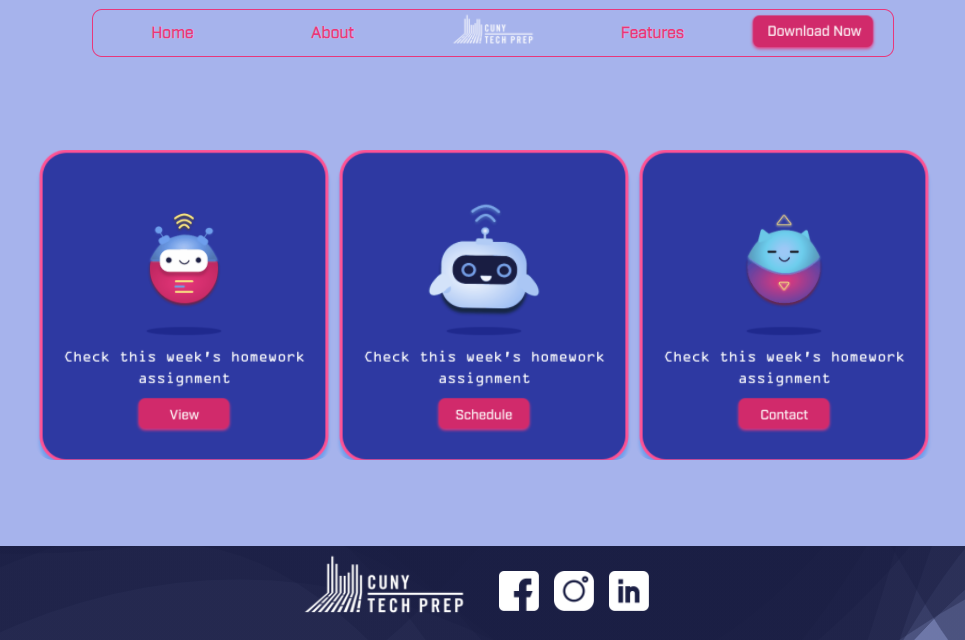 Home
About
CUNY
TECH PREP
Features
Download Now
Check this week's homework
assignment
View
Check this week's homework
assignment
Schedule
Check this week's homework
assignment
Contact
CUNY
TECH PREP
in